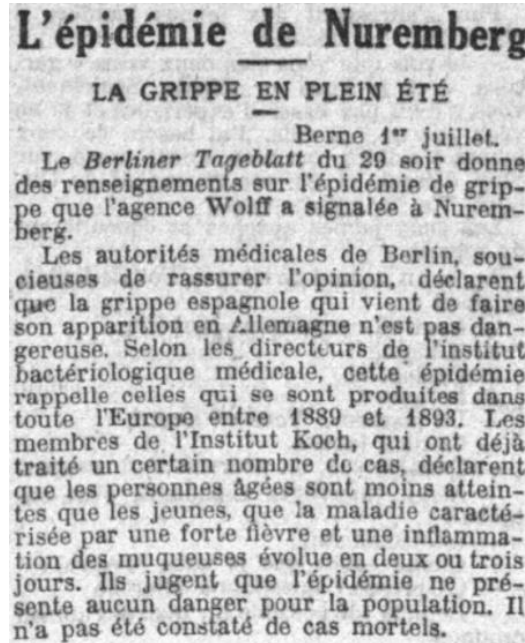 L'épidémie de Nuremberg
LA GRIPPE EN PLEIN ÉTÉ
Berne 1er juillet.
Le Berliner Tageblatt du 29 soir donne
des renseignements sur l'épidémie de grip-
pe que l'agence Wolff a signalée à Nurem-
berg.
Les autorités médicales de Berlin, sou-
cieuses de rassurer l'opinion, déclarent
que la grippe espagnole qui vient de faire
son apparition en Allemagne n'est pas dan-
gereuse. Selon les directeurs de l'institut
bactériologique médicale, cette épidémie
rappelle celles qui se sont produites dans
toute l'Europe entre 1889 et 1893. Les
membres de l'Institut Koch, qui ont déjà
traité un certain nombre de cas, déclarent
que les personnes âgées sont moins attein-
tes que les jeunes, que la maladie caracté-
risée par une forte fièvre et une inflamma-
tion des muqueuses évolue en deux ou trois
jours. Ils jugent que l'épidémie ne pré-
sente aucun danger pour la population. Il
n'a pas été constaté de cas mortels.